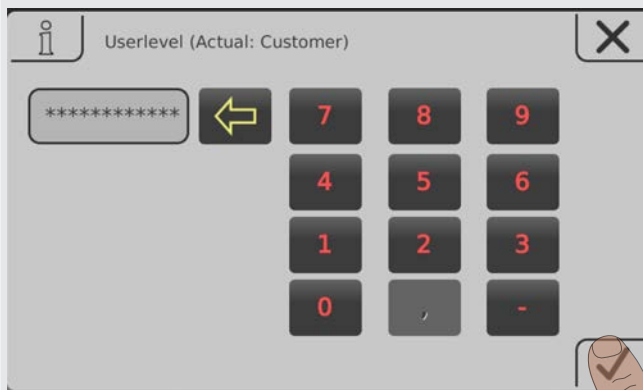 Userlevel (Actual: Customer)
************
7 8 9
4 5 6
1 2 3
0 , -